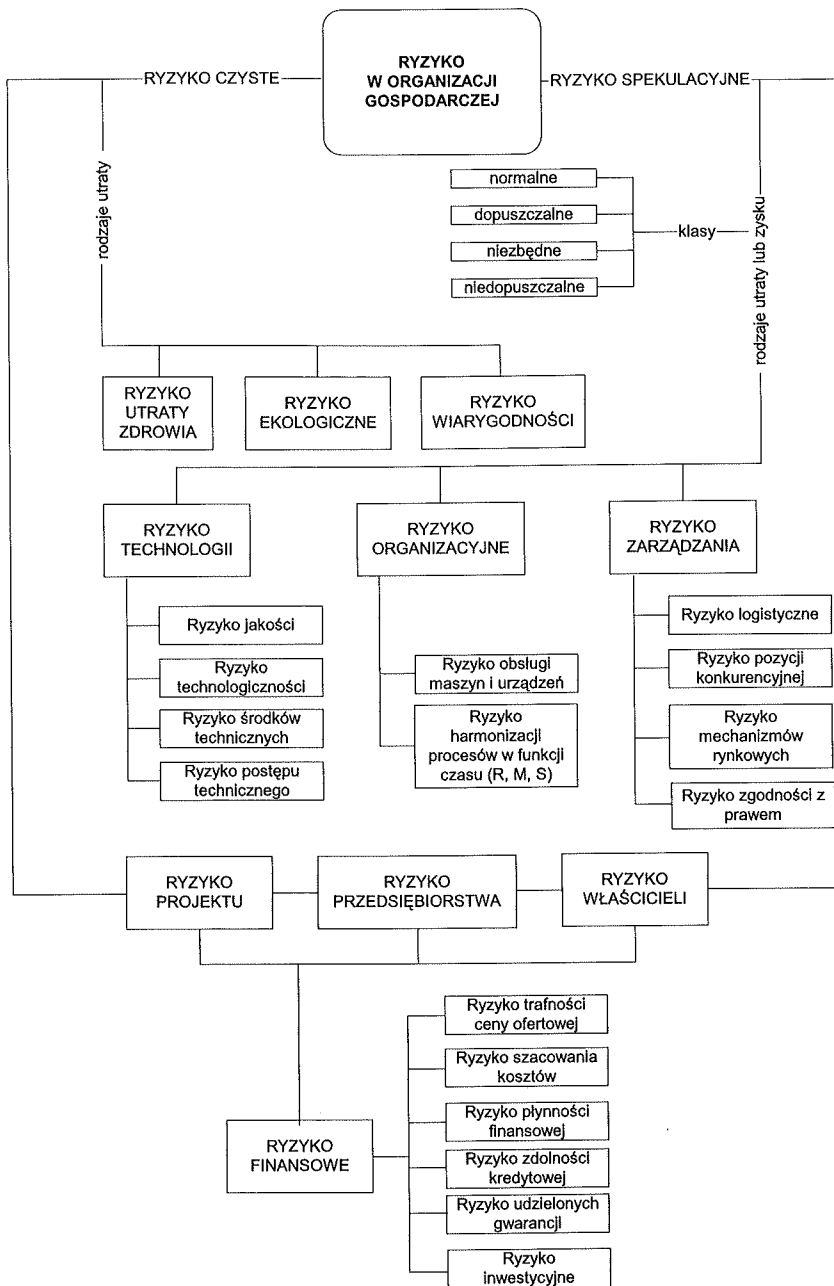 RYZYKO
W ORGANIZACJI
GOSPODARCZEJ
RYZYKO CZYSTE
RYZYKO SPEKULACYJNE
rodzaje utraty
normalne
dopuszczalne
niezbędne
niedopuszczalne
klasy
rodzaje utraty lub zysku
RYZYKO
UTRATY
ZDROWIA
RYZYKO
EKOLOGICZNE
RYZYKO
WIARYGODNOŚCI
RYZYKO
TECHNOLOGII
RYZYKO
ORGANIZACYJNE
RYZYKO
ZARZĄDZANIA
Ryzyko jakości
Ryzyko
technologiczności
Ryzyko środków
technicznych
Ryzyko postępu
technicznego
Ryzyko obsługi
maszyn i urządzeń
Ryzyko
harmonizacji
procesów w funkcji
czasu (R, M, S)
Ryzyko logistyczne
Ryzyko pozycji
konkurencyjnej
Ryzyko
mechanizmów
rynkowych
Ryzyko zgodności z
prawem
RYZYKO
PROJEKTU
RYZYKO
PRZEDSIĘBIORSTWA
RYZYKO
WŁAŚCICIELI
RYZYKO
FINANSOWE
Ryzyko trafności
ceny ofertowej
Ryzyko szacowania
kosztów
Ryzyko płynności
finansowej
Ryzyko zdolności
kredytowej
Ryzyko udzielonych
gwarancji
Ryzyko
inwestycyjne